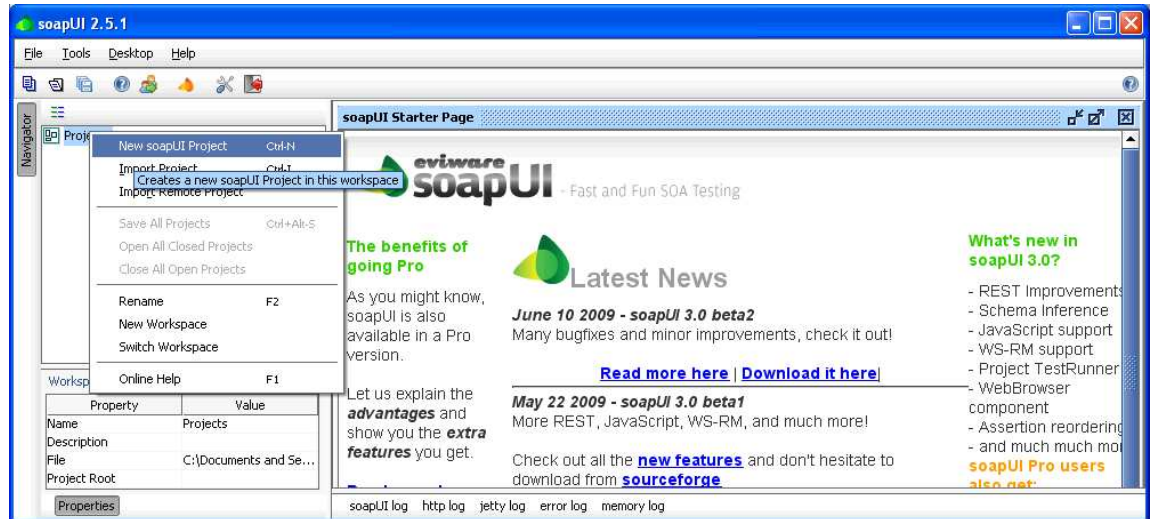 soapUI 2.5.1
File Tools Desktop Help
Navigator
Proje
New soapUI Project Ctrl-N
Import Project Ctrl-I
Creates a new soapUI Project in this workspace
Import Remote Project
Save All Projects Ctrl+Alt-S
Open All Closed Projects
Close All Open Projects
Rename F2
New Workspace
Switch Workspace
Online Help F1
Worksp
Property Value
Name Projects
Description
File C:\Documents and Se...
Project Root
Properties
soapUI Starter Page
eviware
soapUI - Fast and Fun SOA Testing
The benefits of
going Pro
As you might know,
soapUI is also
available in a Pro
version.
Let us explain the
advantages and
show you the extra
features you get.
Latest News
June 10 2009 - soapUI 3.0 beta2
Many bugfixes and minor improvements, check it out!
Read more here | Download it here|
May 22 2009 - soapUI 3.0 beta1
More REST, JavaScript, WS-RM, and much more!
Check out all the new features and don't hesitate to
download from sourceforge
What's new in
soapUI 3.0?
- REST Improvements
- Schema Inference
- JavaScript support
- WS-RM support
- Project TestRunner
- WebBrowser
component
- Assertion reordering
- and much much mo
soapUI Pro users
also get:
soapUI log http log jetty log error log memory log